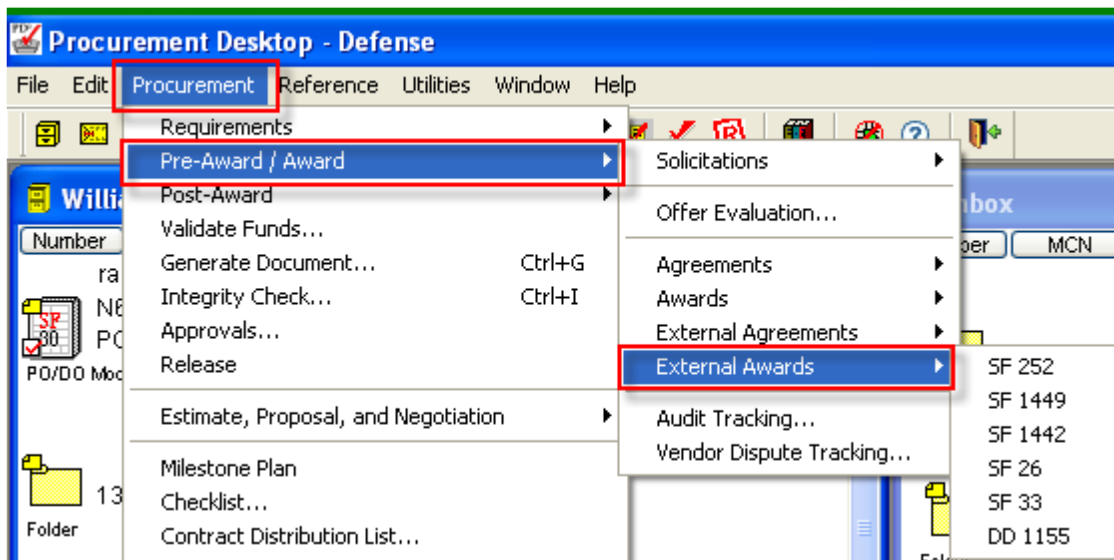 Procurement Desktop - Defense
File Edit Procurement Reference Utilities Window Help
Requirements
Pre-Award / Award
Post-Award
Validate Funds...
Generate Document... Ctrl+G
Integrity Check... Ctrl+I
Approvals...
Release
Estimate, Proposal, and Negotiation
Milestone Plan
Checklist...
Contract Distribution List...
Solicitations
Offer Evaluation...
Agreements
Awards
External Agreements
External Awards
Audit Tracking...
Vendor Dispute Tracking...
SF 252
SF 1449
SF 1442
SF 26
SF 33
DD 1155
Number
PO/DO
13
Folder
MCN